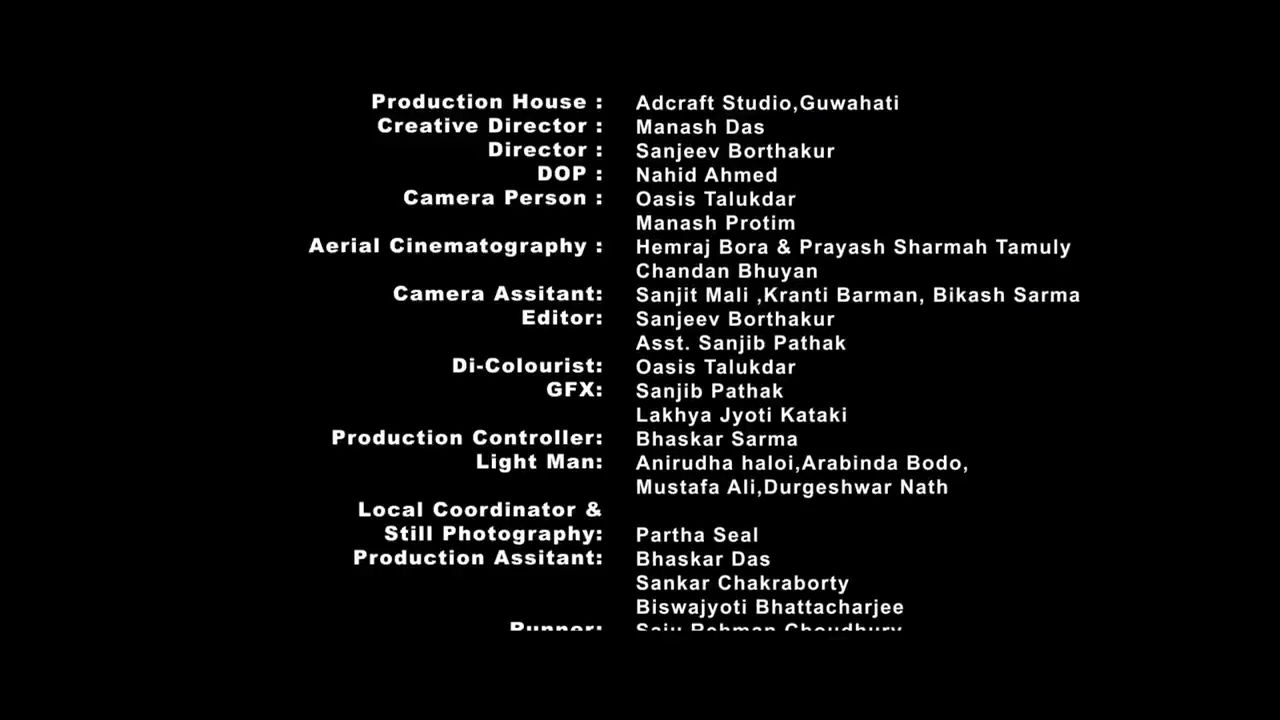 Production House : Adcraft Studio,Guwahati
Creative Director : Manash Das
Director : Sanjeev Borthakur
DOP : Nahid Ahmed
Camera Person : Oasis Talukdar
Manash Protim
Aerial Cinematography : Hemraj Bora & Prayash Sharmah Tamuly
Chandan Bhuyan
Camera Assitant: Sanjit Mali ,Kranti Barman, Bikash Sarma
Editor: Sanjeev Borthakur
Asst. Sanjib Pathak
Di-Colourist: Oasis Talukdar
GFX: Sanjib Pathak
Lakhya Jyoti Kataki
Production Controller: Bhaskar Sarma
Light Man: Anirudha haloi,Arabinda Bodo,
Mustafa Ali,Durgeshwar Nath
Local Coordinator &
Still Photography: Partha Seal
Production Assitant: Bhaskar Das
Sankar Chakraborty
Biswajyoti Bhattacharjee
Runner: Rehman Choudhury